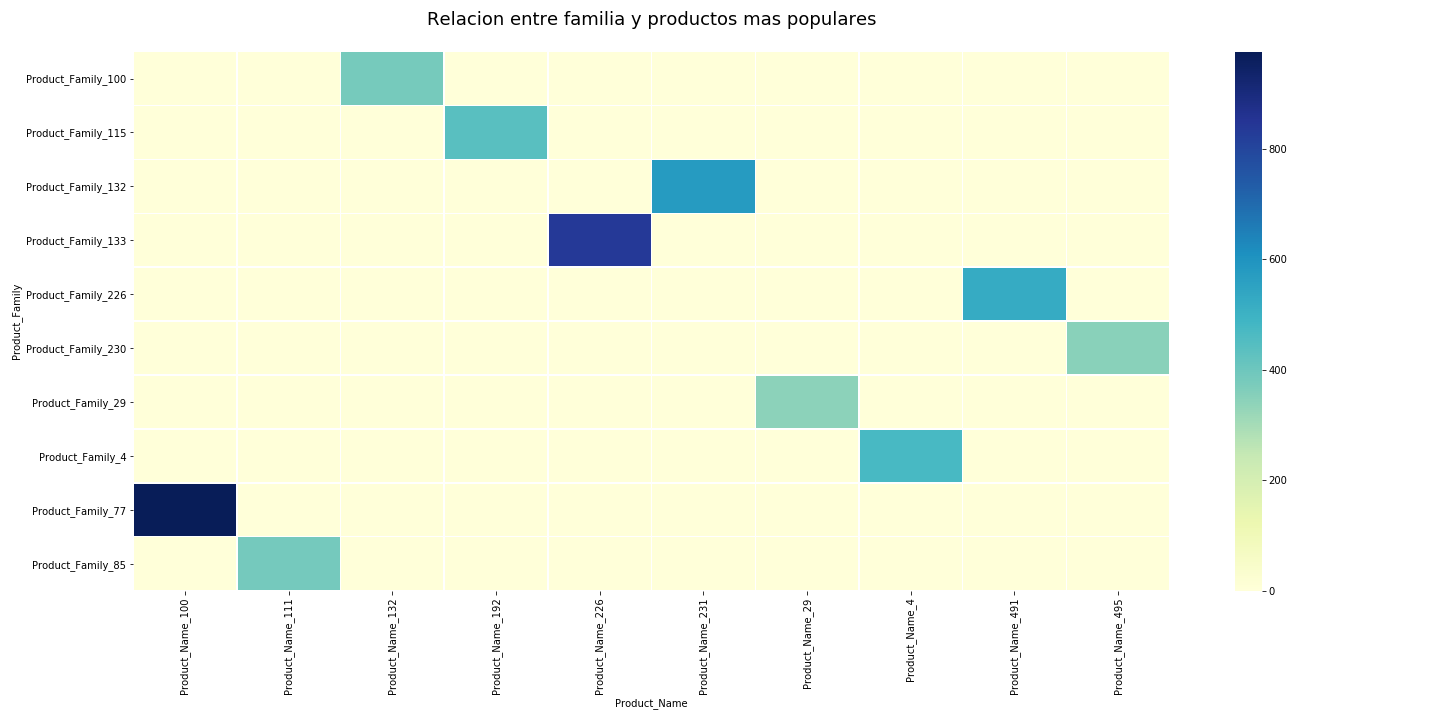 Relacion entre familia y productos mas populares
Product_Family
Product_Family_100
Product_Family_115
Product_Family_132
Product_Family_133
Product_Family_226
Product_Family_230
Product_Family_29
Product_Family_4
Product_Family_77
Product_Family_85
Product_Name_100
Product_Name_111
Product_Name_132
Product_Name_192
Product_Name_226
Product_Name_231
Product_Name_29
Product_Name_4
Product_Name_491
Product_Name_495
Product_Name
800
600
400
200
0